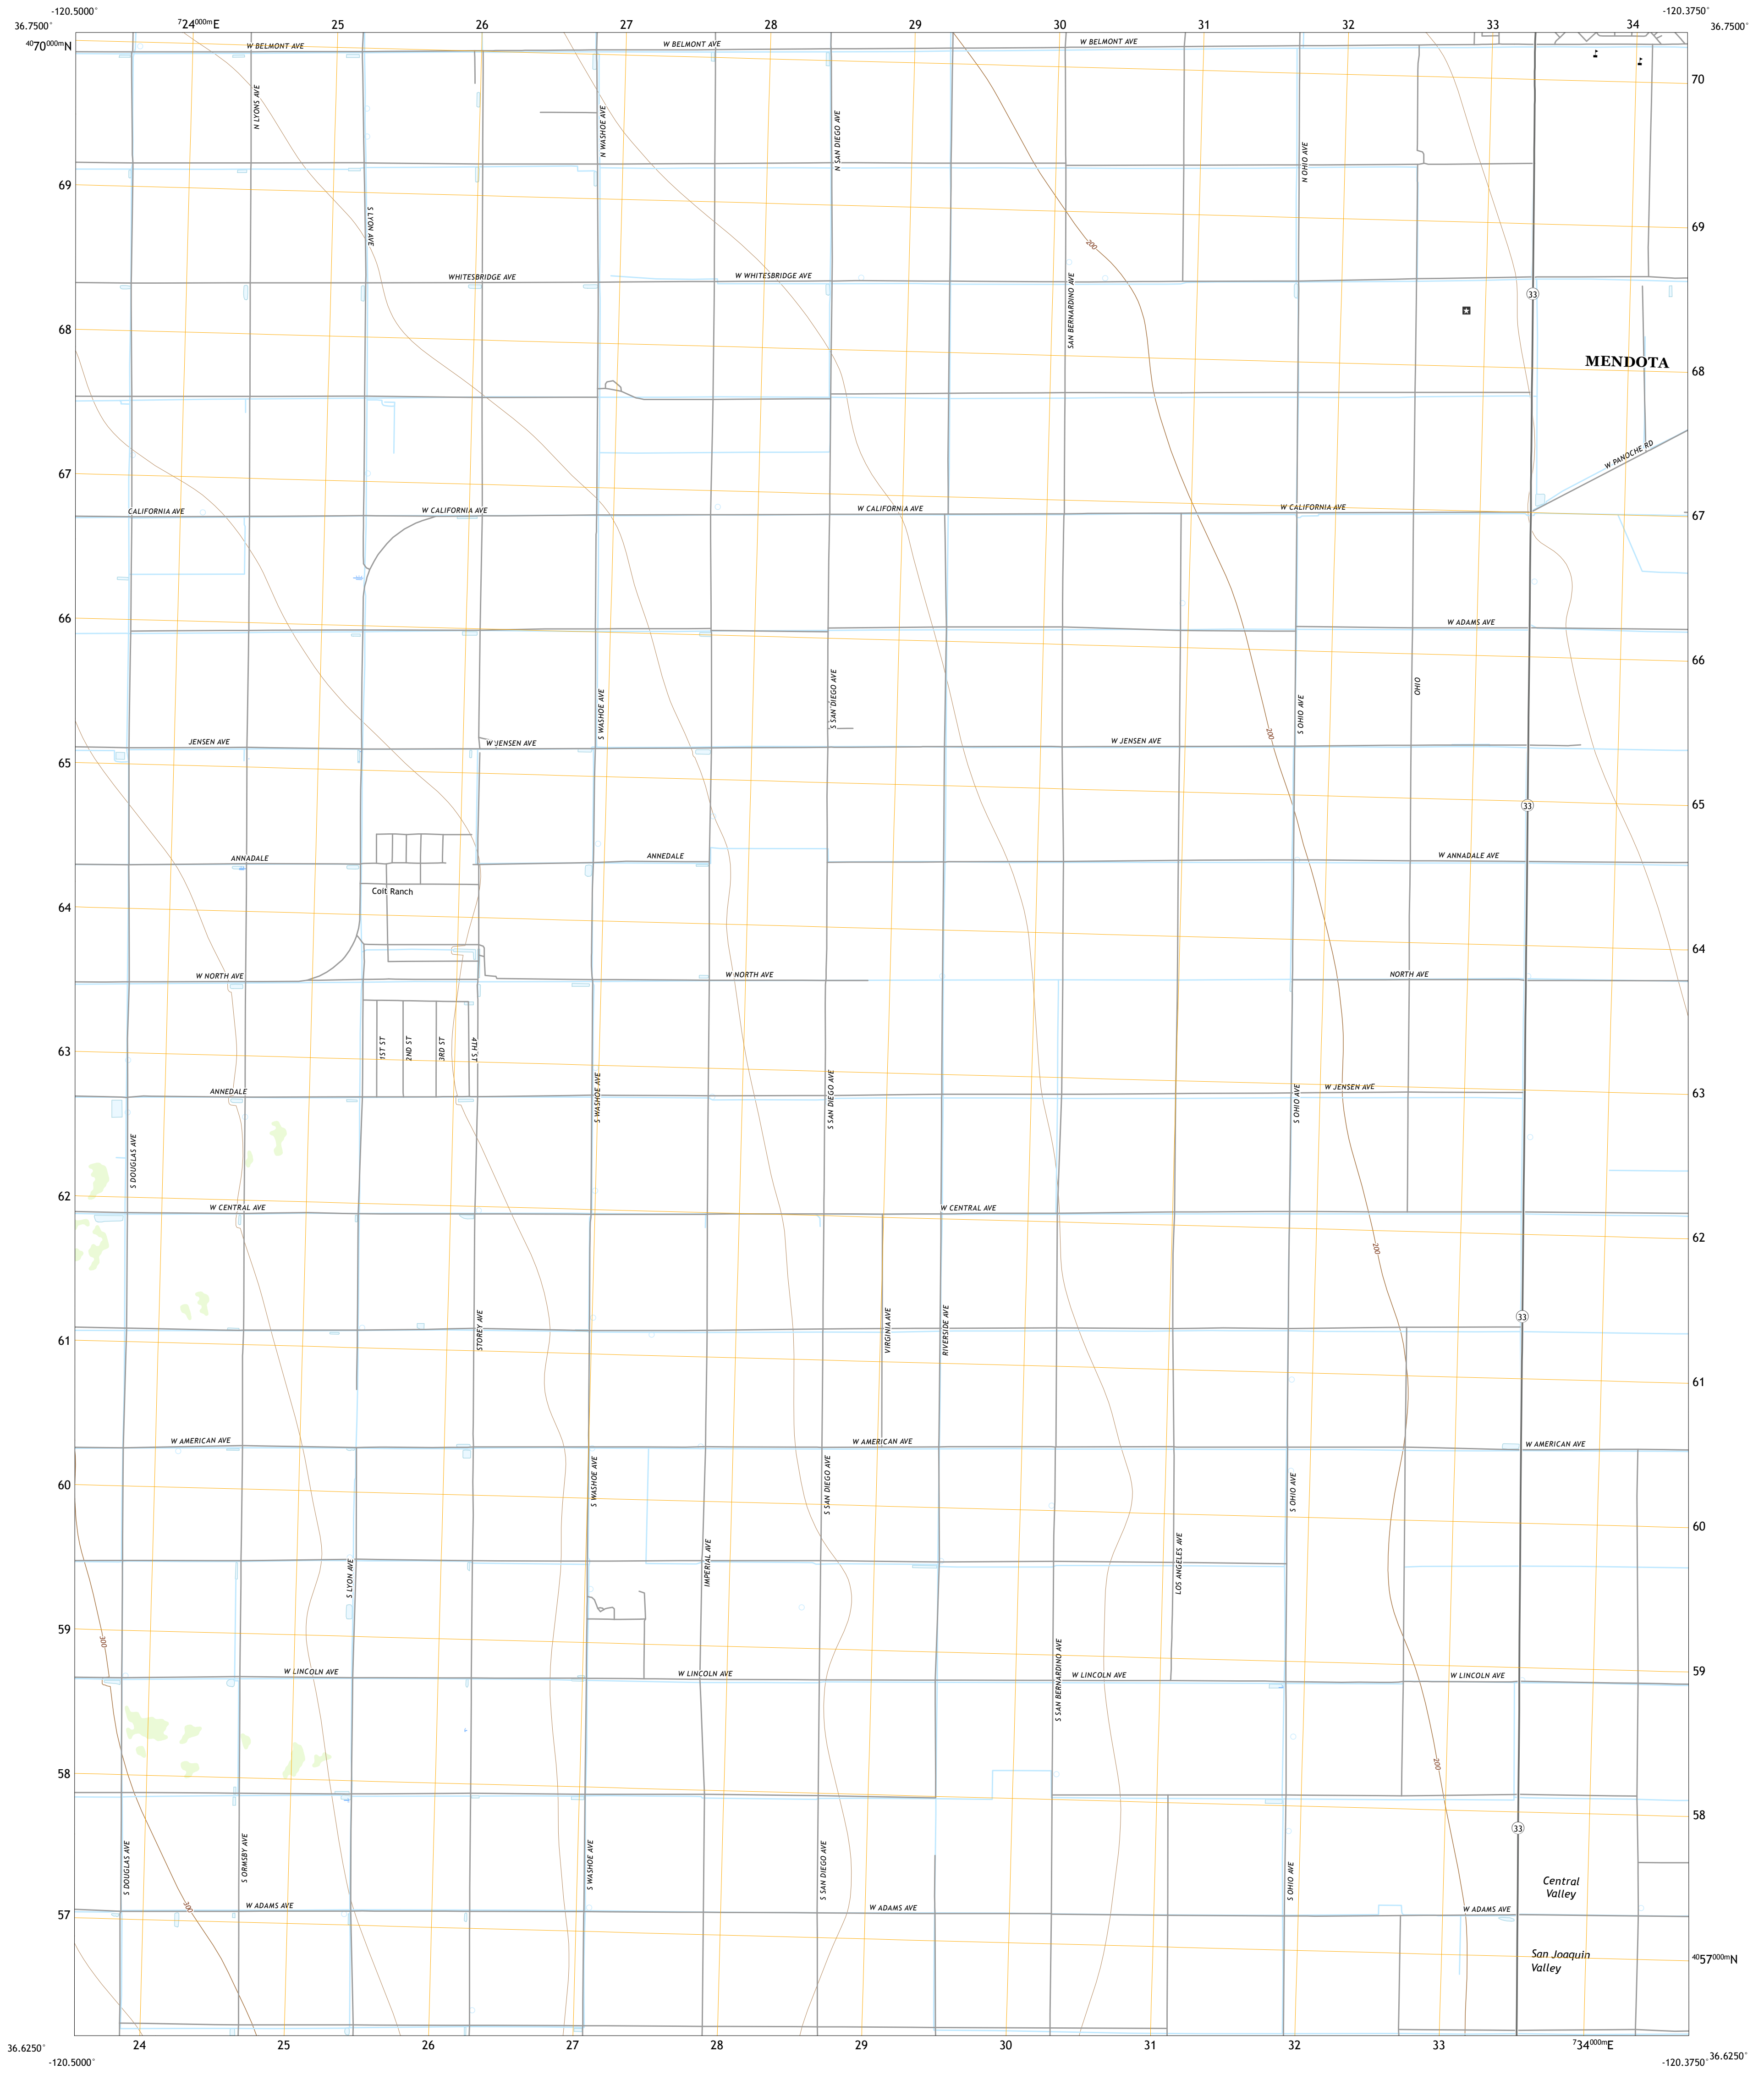 -120.5000°
-120.3750°
36.7500°
⁷24⁰⁰⁰ᵐE
25
26
27
28
29
30
31
32
33
34
36.7500°
⁴⁰70⁰⁰⁰ᵐN
W BELMONT AVE
W BELMONT AVE
W BELMONT AVE
70
N LYONS AVE
N WASHOE AVE
N SAN DIEGO AVE
N OHIO AVE
69
S LYON AVE
69
200
WHITESBRIDGE AVE
W WHITESBRIDGE AVE
SAN BERNARDINO AVE
33
68
MENDOTA
68
W PANOCHE RD
67
CALIFORNIA AVE
W CALIFORNIA AVE
W CALIFORNIA AVE
W CALIFORNIA AVE
67
66
W ADAMS AVE
66
S WASHOE AVE
S SAN DIEGO AVE
S OHIO AVE
OHIO
200
JENSEN AVE
W JENSEN AVE
W JENSEN AVE
65
33
65
ANNADALE
ANNEDALE
W ANNADALE AVE
Colt Ranch
64
64
W NORTH AVE
W NORTH AVE
NORTH AVE
1ST ST
2ND ST
3RD ST
4TH ST
63
ANNEDALE
W JENSEN AVE
63
S WASHOE AVE
S SAN DIEGO AVE
S OHIO AVE
S DOUGLAS AVE
62
W CENTRAL AVE
W CENTRAL AVE
62
200
STOREY AVE
VIRGINIA AVE
RIVERSIDE AVE
33
61
61
W AMERICAN AVE
W AMERICAN AVE
W AMERICAN AVE
60
S WASHOE AVE
S SAN DIEGO AVE
S OHIO AVE
60
S LYON AVE
IMPERIAL AVE
LOS ANGELES AVE
59
300
W LINCOLN AVE
W LINCOLN AVE
W LINCOLN AVE
W LINCOLN AVE
59
S SAN BERNARDINO AVE
58
200
58
33
S DOUGLAS AVE
S ORMSBY AVE
S WASHOE AVE
S SAN DIEGO AVE
S OHIO AVE
Central
Valley
57
300
W ADAMS AVE
W ADAMS AVE
W ADAMS AVE
San Joaquin
Valley
⁴⁰57⁰⁰⁰ᵐN
36.6250°
24
25
26
27
28
29
30
31
32
33
⁷34⁰⁰⁰ᵐE
36.6250°
-120.5000°
-120.3750°